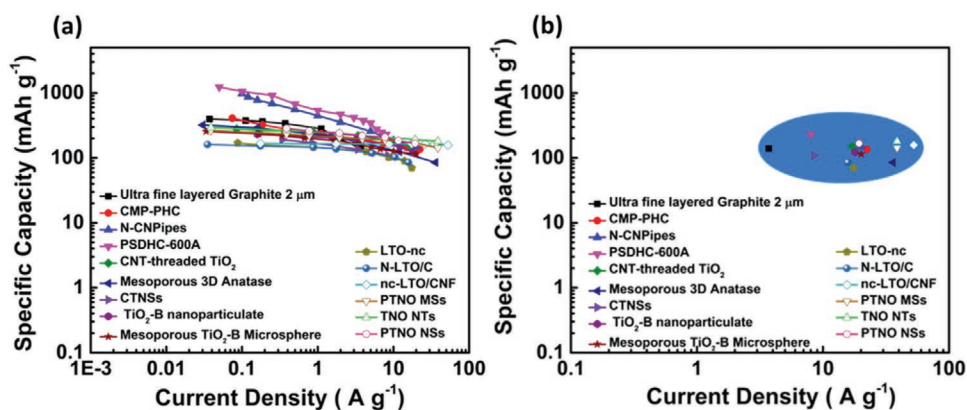 (a)
Specific Capacity (mAh g-1)
1000
100
10
1
0.1
1E-3
0.01
0.1
1
10
100
Current Density ( A g-1)
Ultra fine layered Graphite 2 μm
CMP-PHC
N-CNPipes
PSDHC-600A
CNT-threaded TiO2
Mesoporous 3D Anatase
CTNSs
TiO2-B nanoparticulate
Mesoporous TiO2-B Microsphere
LTO-nc
N-LTO/C
nc-LTO/CNF
PTNO MSs
TNO NTs
PTNO NSs
(b)
Specific Capacity (mAh g-1)
1000
100
10
1
0.1
0.1
1
10
100
Current Density ( A g-1)
Ultra fine layered Graphite 2 μm
CMP-PHC
N-CNPipes
PSDHC-600A
CNT-threaded TiO2
Mesoporous 3D Anatase
CTNSs
TiO2-B nanoparticulate
Mesoporous TiO2-B Microsphere
LTO-nc
N-LTO/C
nc-LTO/CNF
PTNO MSs
TNO NTs
PTNO NSs